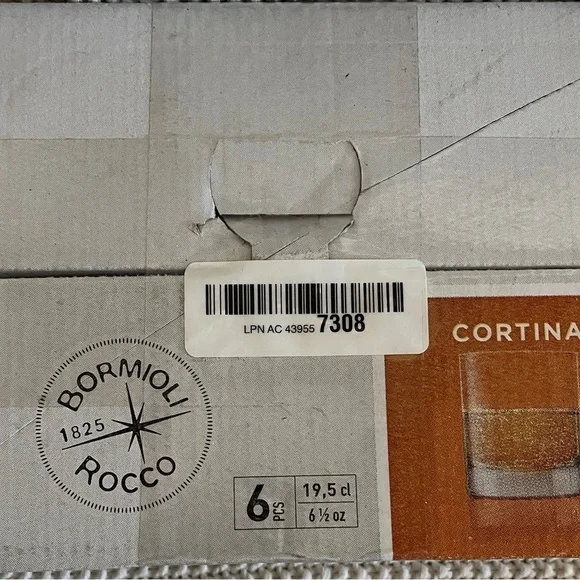 LPN AC 43955 7308
CORTINA
BORMIOLI
1825
ROCCO
6 PCS
19,5 cl
6 ½ oz